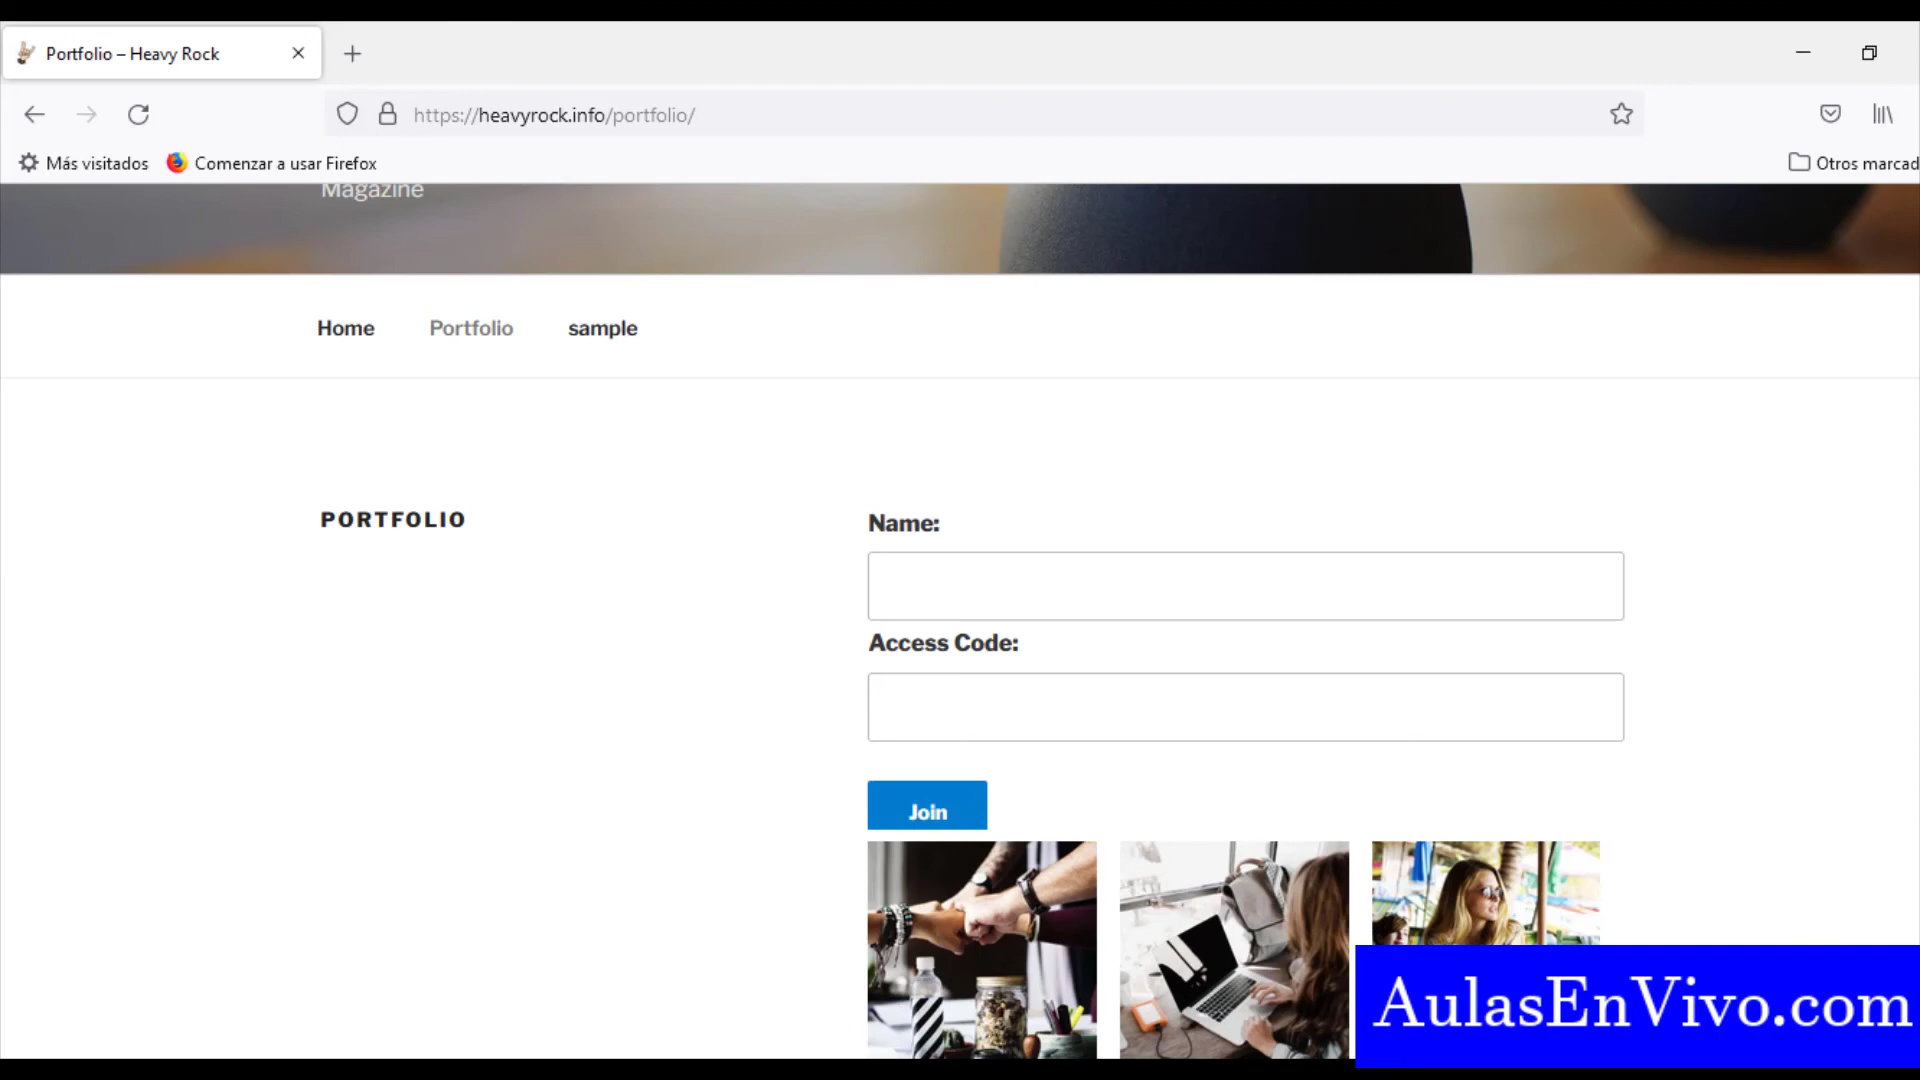 Portfolio – Heavy Rock
https://heavyrock.info/portfolio/
Más visitados
Comenzar a usar Firefox
Otros marcad
Magazine
Home
Portfolio
sample
PORTFOLIO
Name:
Access Code:
Join
AulasEnVivo.com